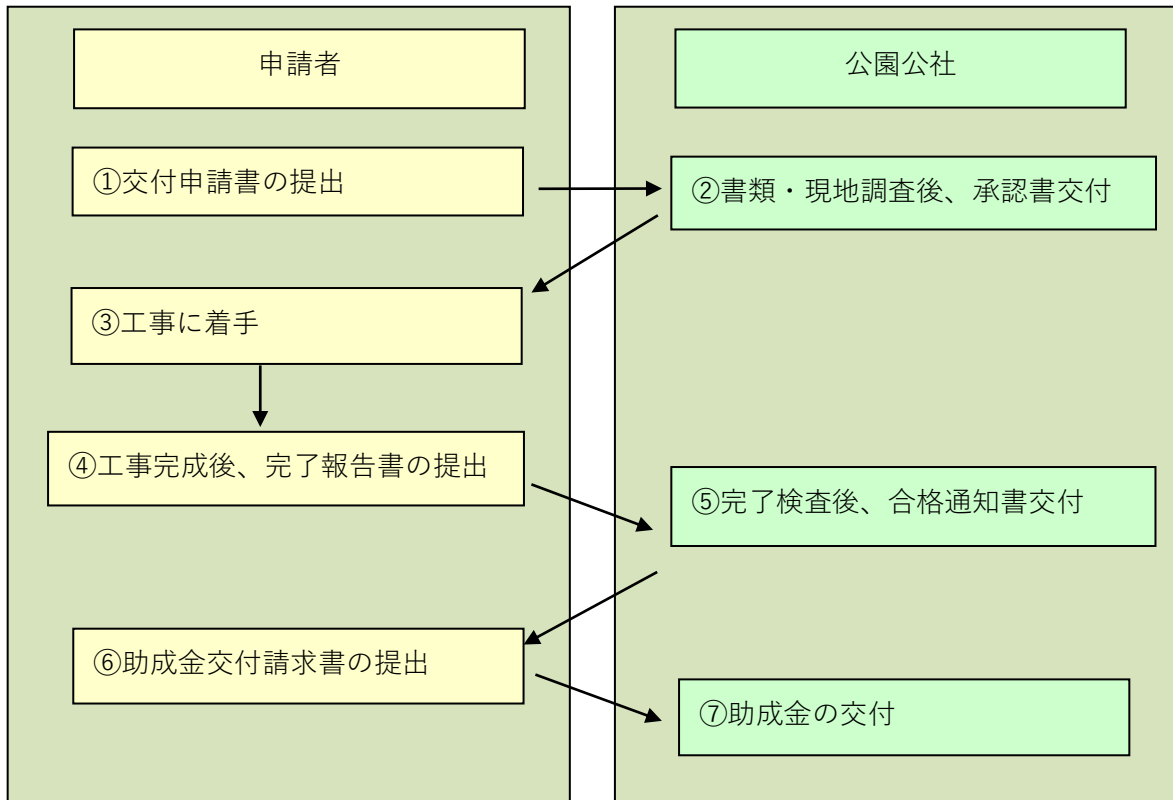 申請者
公園公社
①交付申請書の提出
②書類・現地調査後、承認書交付
③工事に着手
④工事完成後、完了報告書の提出
⑤完了検査後、合格通知書交付
⑥助成金交付請求書の提出
⑦助成金の交付